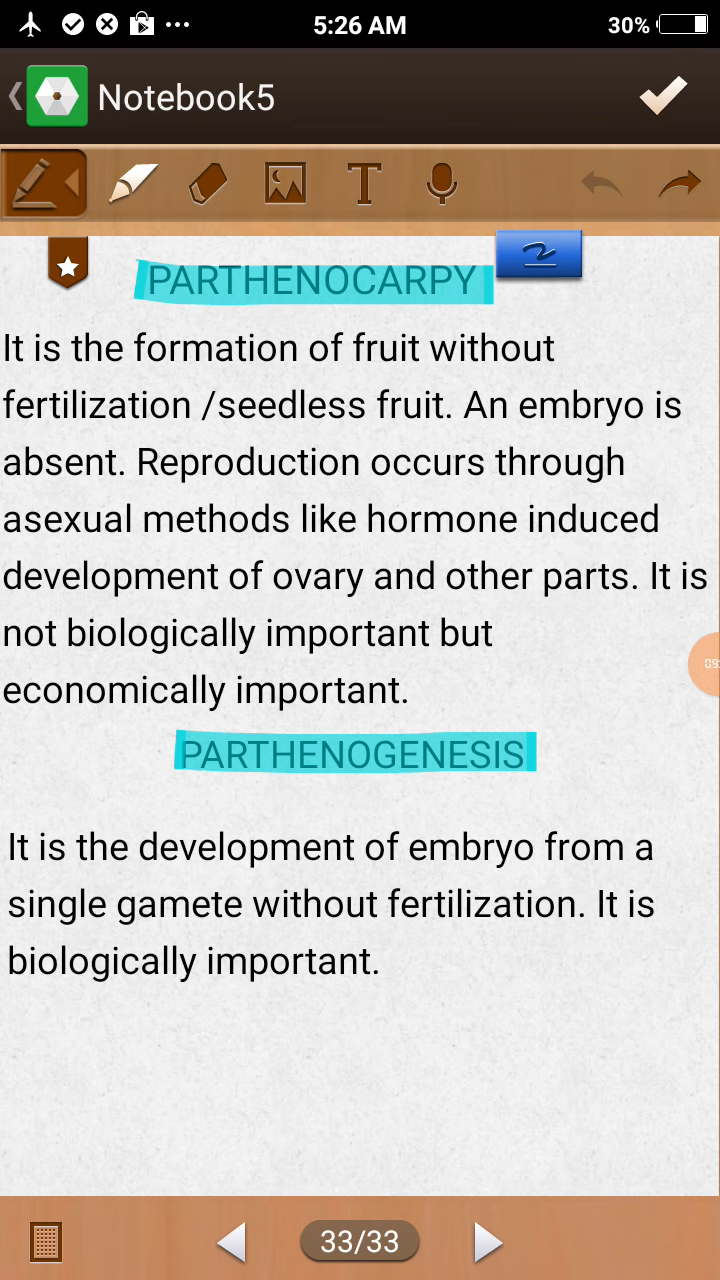 5:26 AM
30%
Notebook5
PARTHENOCARPY
It is the formation of fruit without
fertilization /seedless fruit. An embryo is
absent. Reproduction occurs through
asexual methods like hormone induced
development of ovary and other parts. It is
not biologically important but
economically important.
PARTHENOGENESIS
It is the development of embryo from a
single gamete without fertilization. It is
biologically important.
33/33